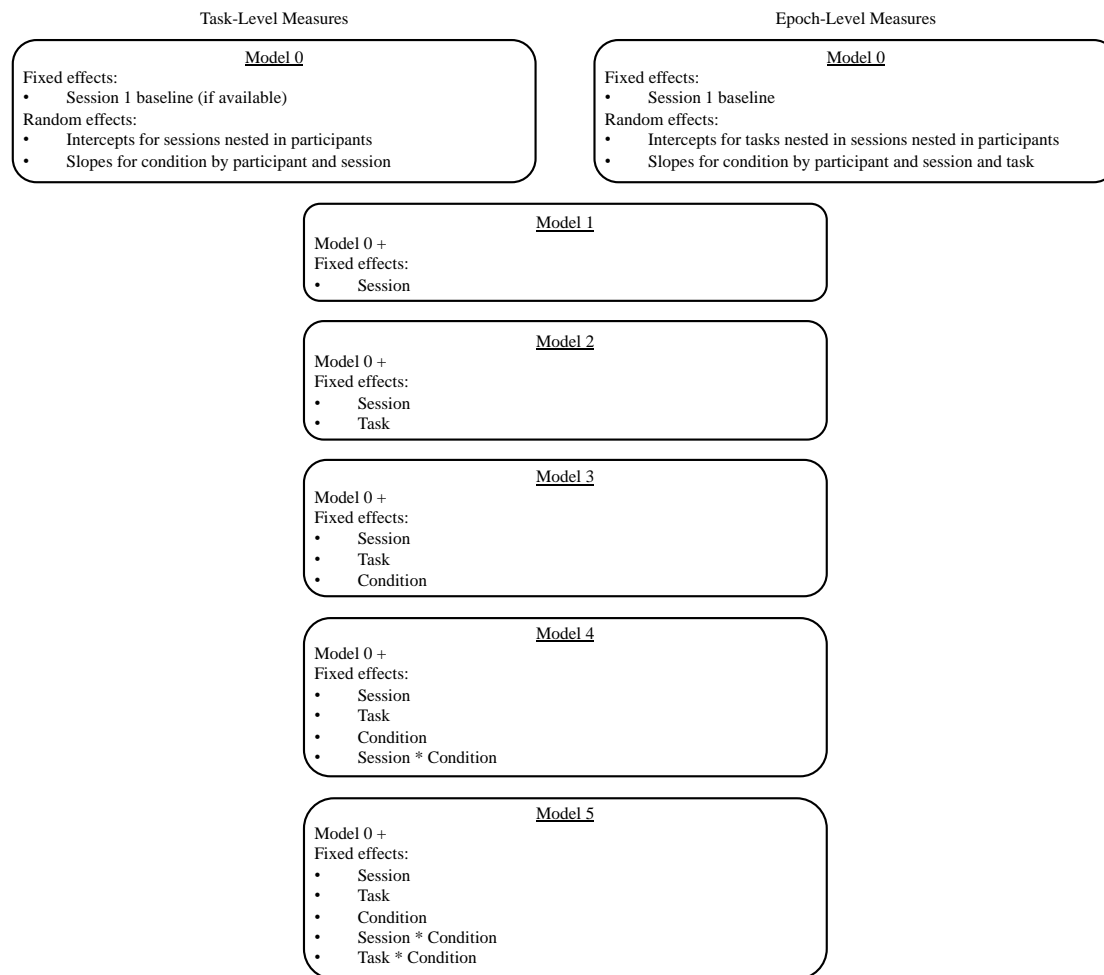 Task-Level Measures
Epoch-Level Measures
Model 0
Fixed effects:
• Session 1 baseline (if available)
Random effects:
• Intercepts for sessions nested in participants
• Slopes for condition by participant and session
Model 0
Fixed effects:
• Session 1 baseline
Random effects:
• Intercepts for tasks nested in sessions nested in participants
• Slopes for condition by participant and session and task
Model 1
Model 0 +
Fixed effects:
• Session
Model 2
Model 0 +
Fixed effects:
• Session
• Task
Model 3
Model 0 +
Fixed effects:
• Session
• Task
• Condition
Model 4
Model 0 +
Fixed effects:
• Session
• Task
• Condition
• Session * Condition
Model 5
Model 0 +
Fixed effects:
• Session
• Task
• Condition
• Session * Condition
• Task * Condition